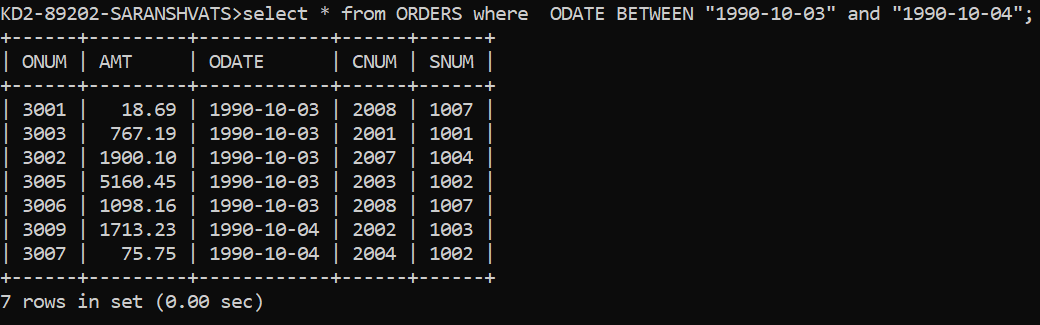 KD2-89202-SARANSHVATS>select * from ORDERS where  ODATE BETWEEN "1990-10-03" and "1990-10-04";
+------+---------+------------+------+------+
| ONUM | AMT     | ODATE      | CNUM | SNUM |
+------+---------+------------+------+------+
| 3001 |   18.69 | 1990-10-03 | 2008 | 1007 |
| 3003 |  767.19 | 1990-10-03 | 2001 | 1001 |
| 3002 | 1900.10 | 1990-10-03 | 2007 | 1004 |
| 3005 | 5160.45 | 1990-10-03 | 2003 | 1002 |
| 3006 | 1098.16 | 1990-10-03 | 2008 | 1007 |
| 3009 | 1713.23 | 1990-10-04 | 2002 | 1003 |
| 3007 |   75.75 | 1990-10-04 | 2004 | 1002 |
+------+---------+------------+------+------+
7 rows in set (0.00 sec)